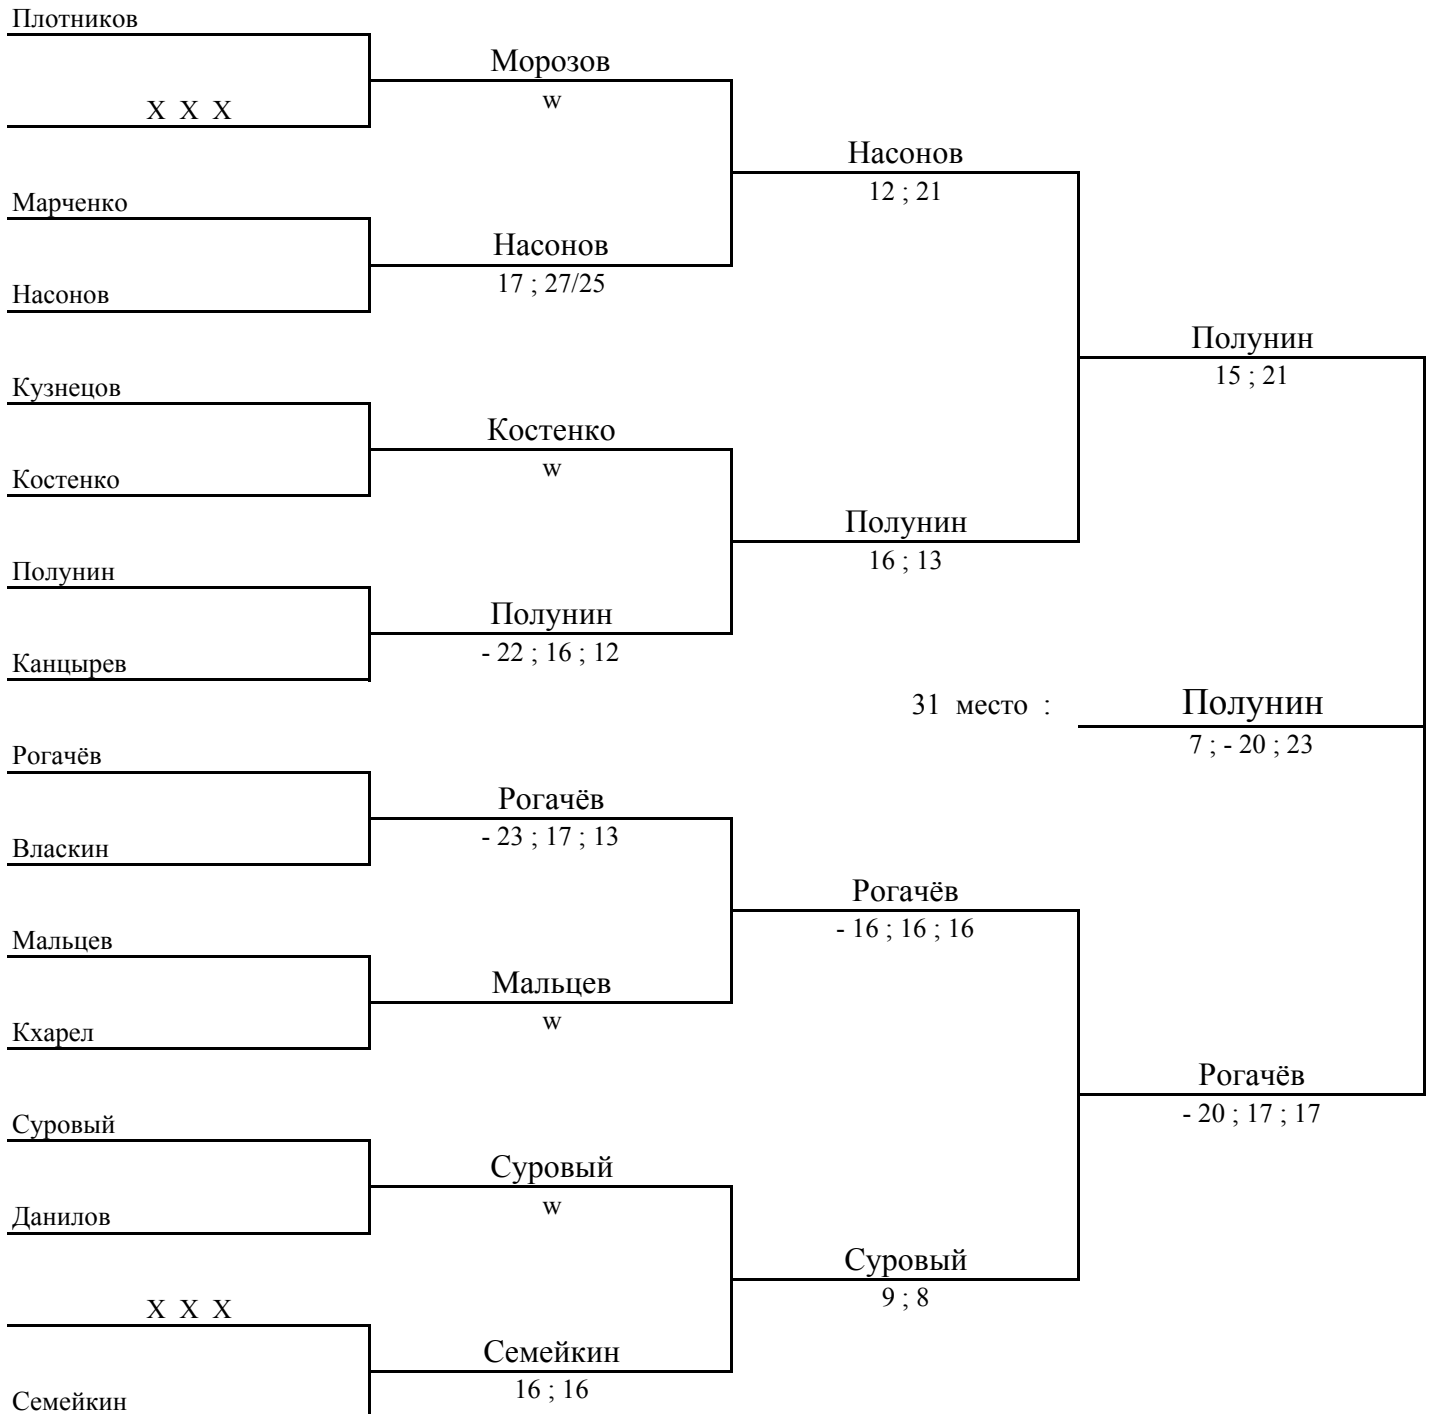 Плотников
Морозов
w
X X X
Насонов
12 ; 21
Марченко
Насонов
17 ; 27/25
Насонов
Полунин
15 ; 21
Кузнецов
Костенко
w
Костенко
Полунин
16 ; 13
Полунин
Полунин
- 22 ; 16 ; 12
Канцырев
31 место : Полунин
7 ; - 20 ; 23
Рогачёв
Рогачёв
- 23 ; 17 ; 13
Власкин
Рогачёв
- 16 ; 16 ; 16
Мальцев
Мальцев
w
Кхарел
Рогачёв
- 20 ; 17 ; 17
Суровый
Суровый
w
Данилов
Суровый
9 ; 8
X X X
Семейкин
16 ; 16
Семейкин